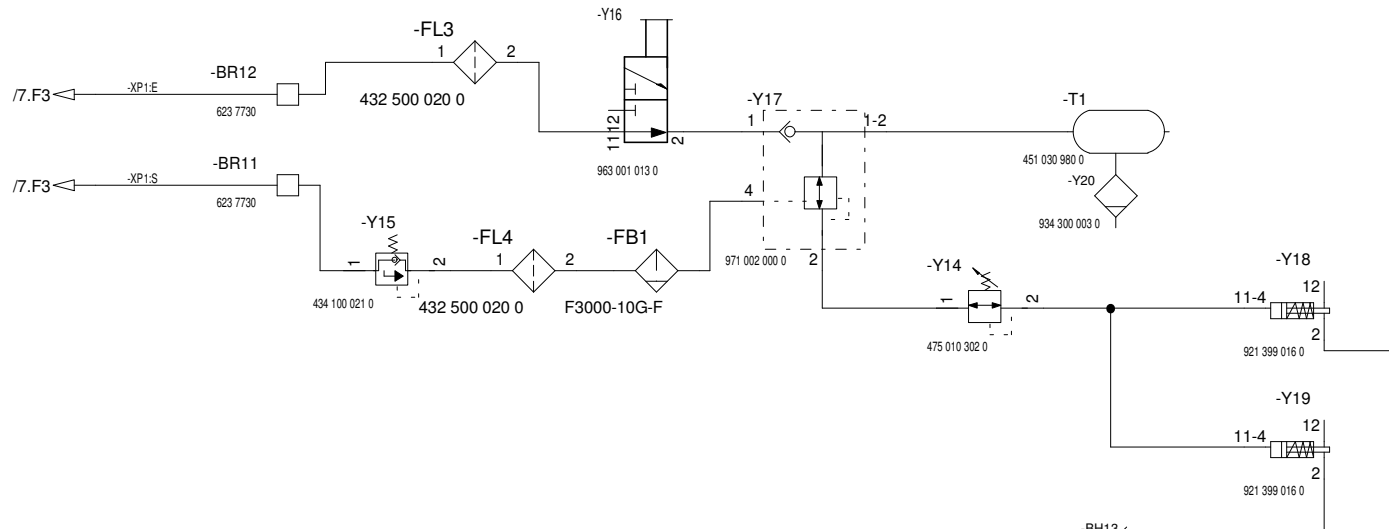 -Y16
-FL3
1 2
-BR12
/7.F3
-XP1:E
623 7730
432 500 020 0
11 12
2
963 001 013 0
-Y17
1
1-2
-T1
451 030 980 0
-Y20
934 300 003 0
-BR11
/7.F3
-XP1:S
623 7730
4
-Y15
1
2
434 100 021 0
-FL4
1 2
432 500 020 0
-FB1
F3000-10G-F
971 002 000 0
2
-Y14
1
2
475 010 302 0
-Y18
12
11-4
2
921 399 016 0
-Y19
12
11-4
2
921 399 016 0
-BH13